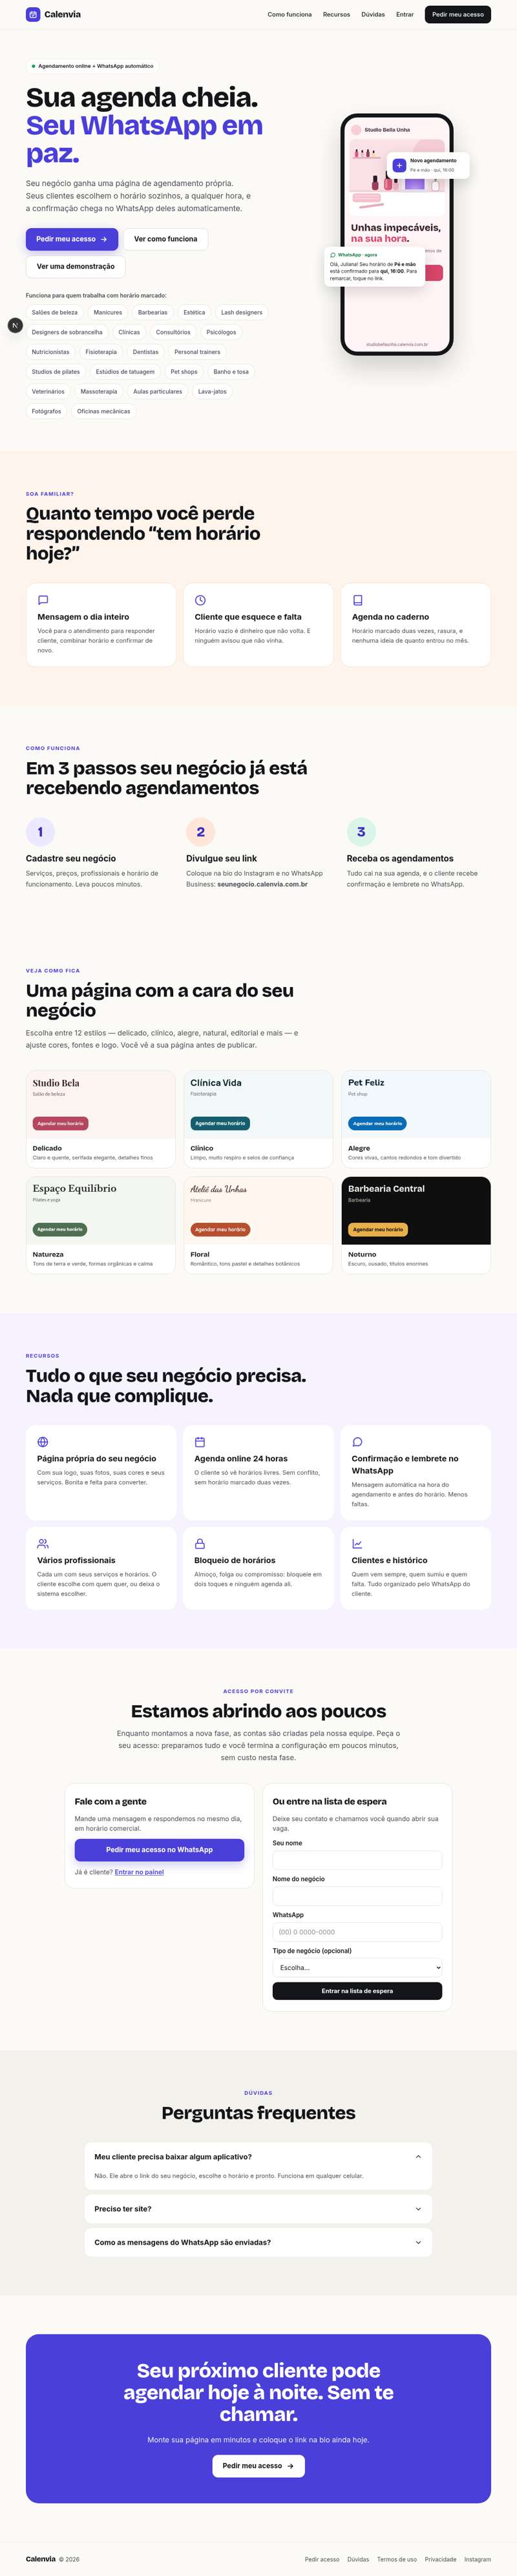 Calenvia
Como funciona
Recursos
Dúvidas
Entrar
Pedir meu acesso
Agendamento online + WhatsApp automático
Sua agenda cheia.
Seu WhatsApp em
paz.
Seu negócio ganha uma página de agendamento própria.
Seus clientes escolhem o horário sozinhos, a qualquer hora, e
a confirmação chega no WhatsApp deles automaticamente.
Pedir meu acesso →
Ver como funciona
Ver uma demonstração
Funciona para quem trabalha com horário marcado:
Salões de beleza
Manicures
Barbearias
Estética
Lash designers
Designers de sobrancelha
Clínicas
Consultórios
Psicólogos
Nutricionistas
Fisioterapia
Dentistas
Personal trainers
Studios de pilates
Estúdios de tatuagem
Pet shops
Banho e tosa
Veterinários
Massoterapia
Aulas particulares
Lava-jatos
Fotógrafos
Oficinas mecânicas
N
Studio Bella Unha
Novo agendamento
Pé e mão · qui, 16:00
Unhas impecáveis,
na sua hora.
WhatsApp · agora
Olá, Juliana! Seu horário de Pé e mão
está confirmado para qui, 16:00. Para
remarcar, toque no link.
studiobellaunha.calenvia.com.br
SOA FAMILIAR?
Quanto tempo você perde
respondendo “tem horário
hoje?”
Mensagem o dia inteiro
Você para o atendimento para responder
cliente, combinar horário e confirmar de
novo.
Cliente que esquece e falta
Horário vazio é dinheiro que não volta. E
ninguém avisou que não vinha.
Agenda no caderno
Horário marcado duas vezes, rasura, e
nenhuma ideia de quanto entrou no mês.
COMO FUNCIONA
Em 3 passos seu negócio já está
recebendo agendamentos
1
Cadastre seu negócio
Serviços, preços, profissionais e horário de
funcionamento. Leva poucos minutos.
2
Divulgue seu link
Coloque na bio do Instagram e no WhatsApp
Business: seunegocio.calenvia.com.br
3
Receba os agendamentos
Tudo cai na sua agenda, e o cliente recebe
confirmação e lembrete no WhatsApp.
VEJA COMO FICA
Uma página com a cara do seu
negócio
Escolha entre 12 estilos — delicado, clínico, alegre, natural, editorial e mais — e
ajuste cores, fontes e logo. Você vê a sua página antes de publicar.
Studio Bela
Salão de beleza
Agendar meu horário
Delicado
Claro e quente, serifada elegante, detalhes finos
Clínica Vida
Fisioterapia
Agendar meu horário
Clínico
Limpo, muito respiro e selos de confiança
Pet Feliz
Pet shop
Agendar meu horário
Alegre
Cores vivas, cantos redondos e tom divertido
Espaço Equilíbrio
Pilates e yoga
Agendar meu horário
Natureza
Tons de terra e verde, formas orgânicas e calma
Ateliê das Unhas
Manicure
Agendar meu horário
Floral
Romântico, tons pastel e detalhes botânicos
Barbearia Central
Barbearia
Agendar meu horário
Noturno
Escuro, ousado, títulos enormes
RECURSOS
Tudo o que seu negócio precisa.
Nada que complique.
Página própria do seu negócio
Com sua logo, suas fotos, suas cores e seus
serviços. Bonita e feita para converter.
Agenda online 24 horas
O cliente só vê horários livres. Sem conflito,
sem horário marcado duas vezes.
Confirmação e lembrete no
WhatsApp
Mensagem automática na hora do
agendamento e antes do horário. Menos
faltas.
Vários profissionais
Cada um com seus serviços e horários. O
cliente escolhe com quem quer, ou deixa o
sistema escolher.
Bloqueio de horários
Almoço, folga ou compromisso: bloqueie em
dois toques e ninguém agenda ali.
Clientes e histórico
Quem vem sempre, quem sumiu e quem
falta. Tudo organizado pelo WhatsApp do
cliente.
ACESSO POR CONVITE
Estamos abrindo aos poucos
Enquanto montamos a nova fase, as contas são criadas pela nossa equipe. Peça o
seu acesso: preparamos tudo e você termina a configuração em poucos minutos,
sem custo nesta fase.
Fale com a gente
Mande uma mensagem e respondemos no mesmo dia,
em horário comercial.
Pedir meu acesso no WhatsApp
Já é cliente? Entrar no painel
Ou entre na lista de espera
Deixe seu contato e chamamos você quando abrir sua
vaga.
Seu nome
Nome do negócio
WhatsApp
(00) 0 0000-0000
Tipo de negócio (opcional)
Escolha...
Entrar na lista de espera
DÚVIDAS
Perguntas frequentes
Meu cliente precisa baixar algum aplicativo?
Não. Ele abre o link do seu negócio, escolhe o horário e pronto. Funciona em qualquer celular.
Preciso ter site?
Como as mensagens do WhatsApp são enviadas?
Seu próximo cliente pode
agendar hoje à noite. Sem te
chamar.
Monte sua página em minutos e coloque o link na bio ainda hoje.
Pedir meu acesso →
Calenvia © 2026
Pedir acesso
Dúvidas
Termos de uso
Privacidade
Instagram